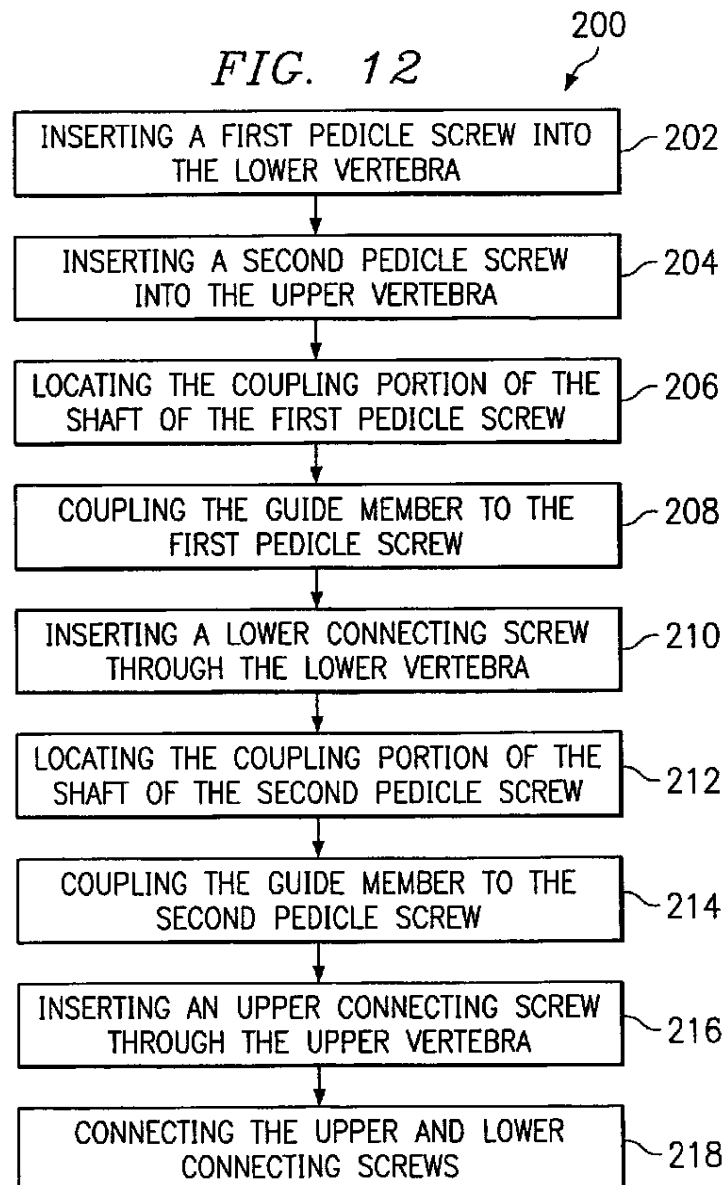 200
FIG. 12
INSERTING A FIRST PEDICLE SCREW INTO
THE LOWER VERTEBRA
202
INSERTING A SECOND PEDICLE SCREW
INTO THE UPPER VERTEBRA
204
LOCATING THE COUPLING PORTION OF THE
SHAFT OF THE FIRST PEDICLE SCREW
206
COUPLING THE GUIDE MEMBER TO THE
FIRST PEDICLE SCREW
208
INSERTING A LOWER CONNECTING SCREW
THROUGH THE LOWER VERTEBRA
210
LOCATING THE COUPLING PORTION OF THE
SHAFT OF THE SECOND PEDICLE SCREW
212
COUPLING THE GUIDE MEMBER TO THE
SECOND PEDICLE SCREW
214
INSERTING AN UPPER CONNECTING SCREW
THROUGH THE UPPER VERTEBRA
216
CONNECTING THE UPPER AND LOWER
CONNECTING SCREWS
218